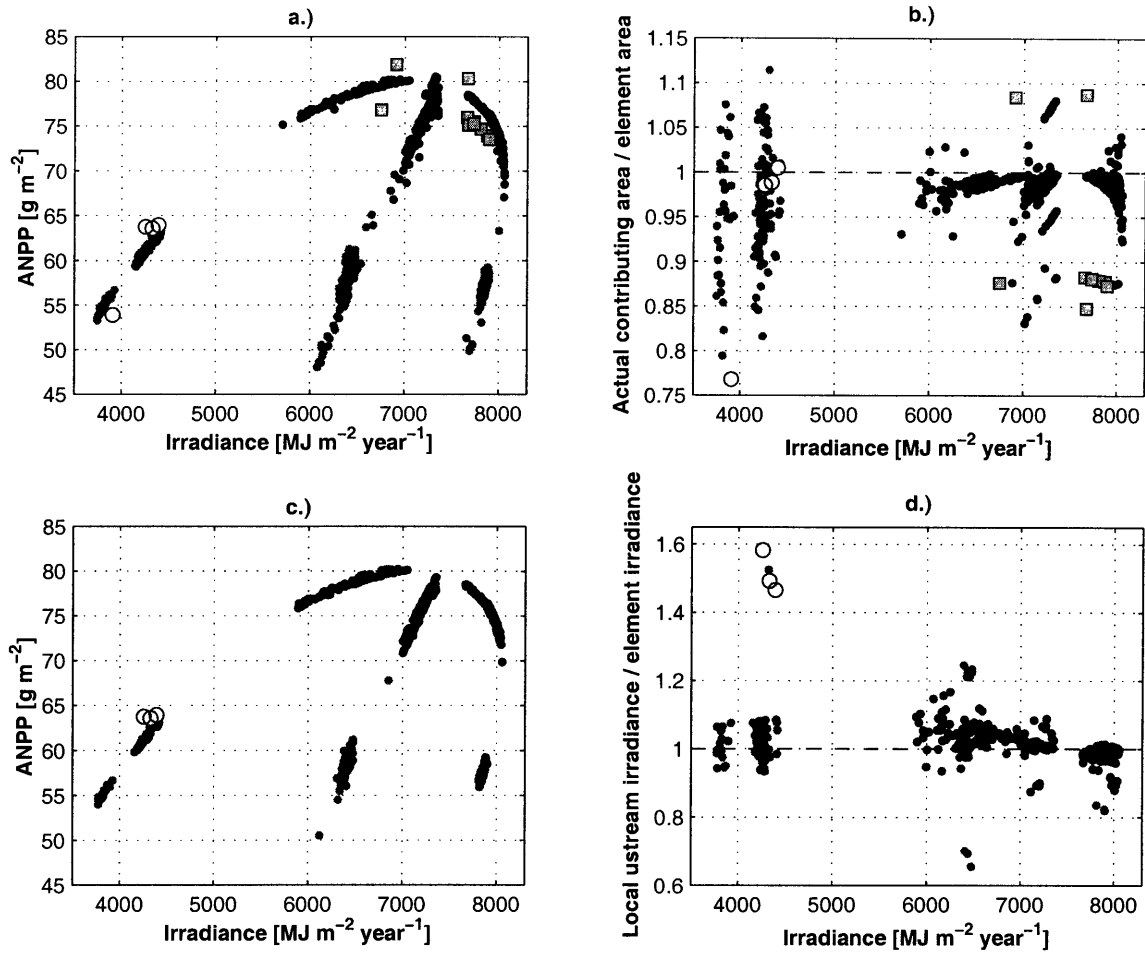 a.)
85
80
75
70
65
60
55
50
45
ANPP [g m⁻²]
4000 5000 6000 7000 8000
Irradiance [MJ m⁻² year⁻¹]
b.)
1.15
1.1
1.05
1
0.95
0.9
0.85
0.8
0.75
Actual contributing area / element area
4000 5000 6000 7000 8000
Irradiance [MJ m⁻² year⁻¹]
c.)
85
80
75
70
65
60
55
50
45
ANPP [g m⁻²]
4000 5000 6000 7000 8000
Irradiance [MJ m⁻² year⁻¹]
d.)
1.6
1.4
1.2
1
0.8
0.6
Local ustream irradiance / element irradiance
4000 5000 6000 7000 8000
Irradiance [MJ m⁻² year⁻¹]